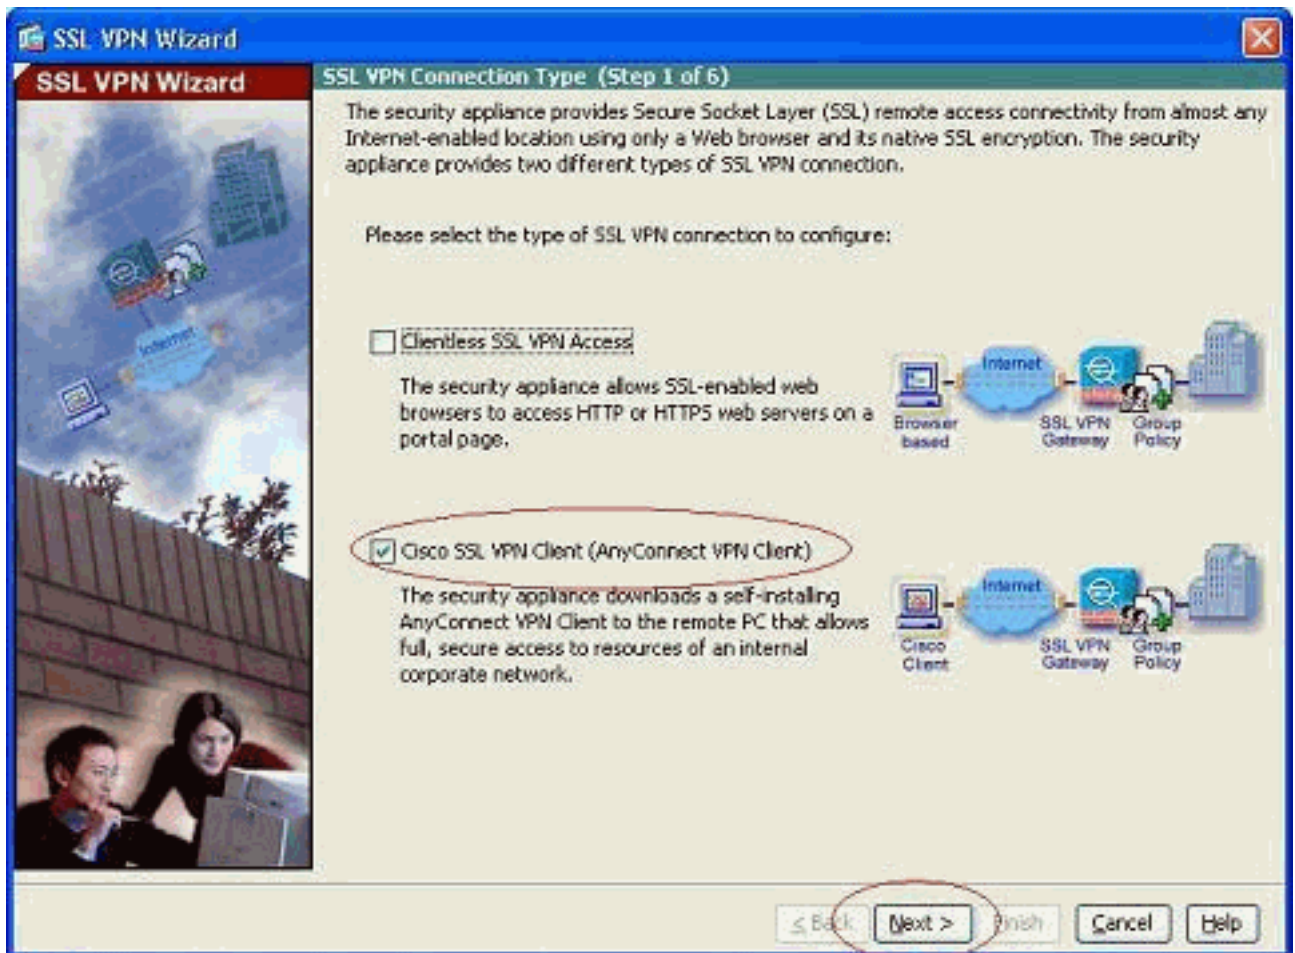 SSL VPN Wizard
SSL VPN Wizard
SSL VPN Connection Type (Step 1 of 6)
The security appliance provides Secure Socket Layer (SSL) remote access connectivity from almost any
Internet-enabled location using only a Web browser and its native SSL encryption. The security
appliance provides two different types of SSL VPN connection.
Please select the type of SSL VPN connection to configure:
Clientless SSL VPN Access
The security appliance allows SSL-enabled web
browsers to access HTTP or HTTPS web servers on a
portal page.
Internet
Browser
based
SSL VPN
Gateway
Group
Policy
Cisco SSL VPN Client (AnyConnect VPN Client)
The security appliance downloads a self-installing
AnyConnect VPN Client to the remote PC that allows
full, secure access to resources of an internal
corporate network.
Internet
Cisco
Client
SSL VPN
Gateway
Group
Policy
Internet
< Back
Next >
Finish
Cancel
Help